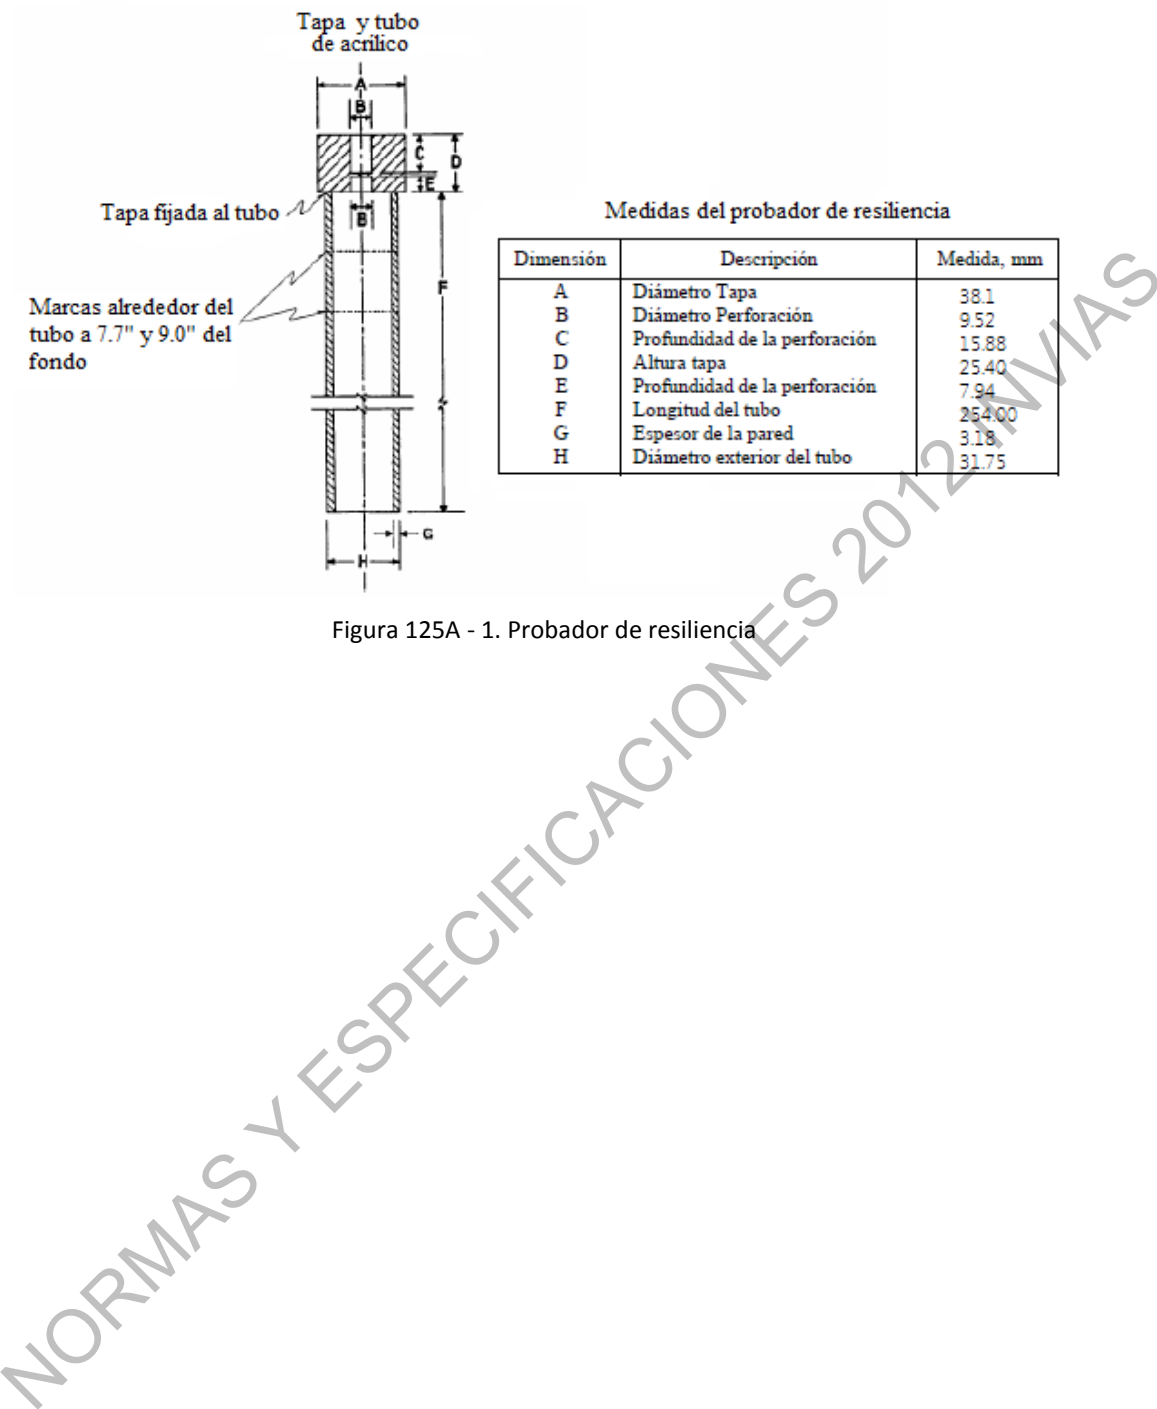 Tapa y tubo
de acrílico
A
B
C
D
E
Tapa fijada al tubo
B
F
Marcas alrededor del
tubo a 7.7" y 9.0" del
fondo
G
H
Medidas del probador de resiliencia
Dimensión Descripción Medida, mm
A Diámetro Tapa 38.1
B Diámetro Perforación 9.52
C Profundidad de la perforación 15.88
D Altura tapa 25.40
E Profundidad de la perforación 7.94
F Longitud del tubo 254.00
G Espesor de la pared 3.18
H Diámetro exterior del tubo 31.75
Figura 125A - 1. Probador de resiliencia
NORMAS Y ESPECIFICACIONES 2012 INVIAS